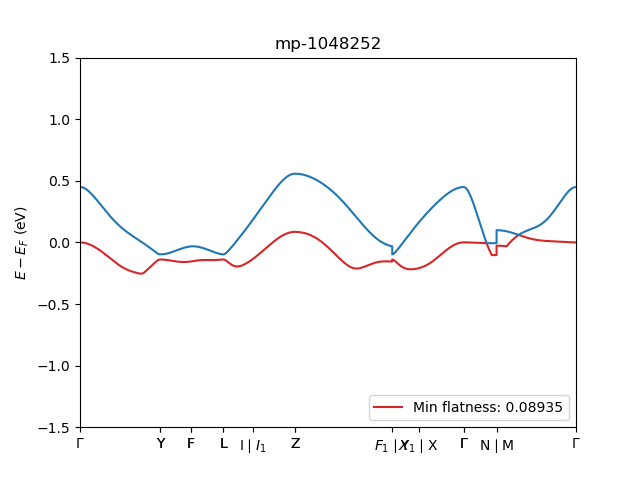 mp-1048252
1.5
1.0
0.5
0.0
−0.5
−1.0
−1.5
E − E_F (eV)
Min flatness: 0.08935
Γ Y F L I | I₁ Z F₁ | Y X₁ | X Γ N | M Γ